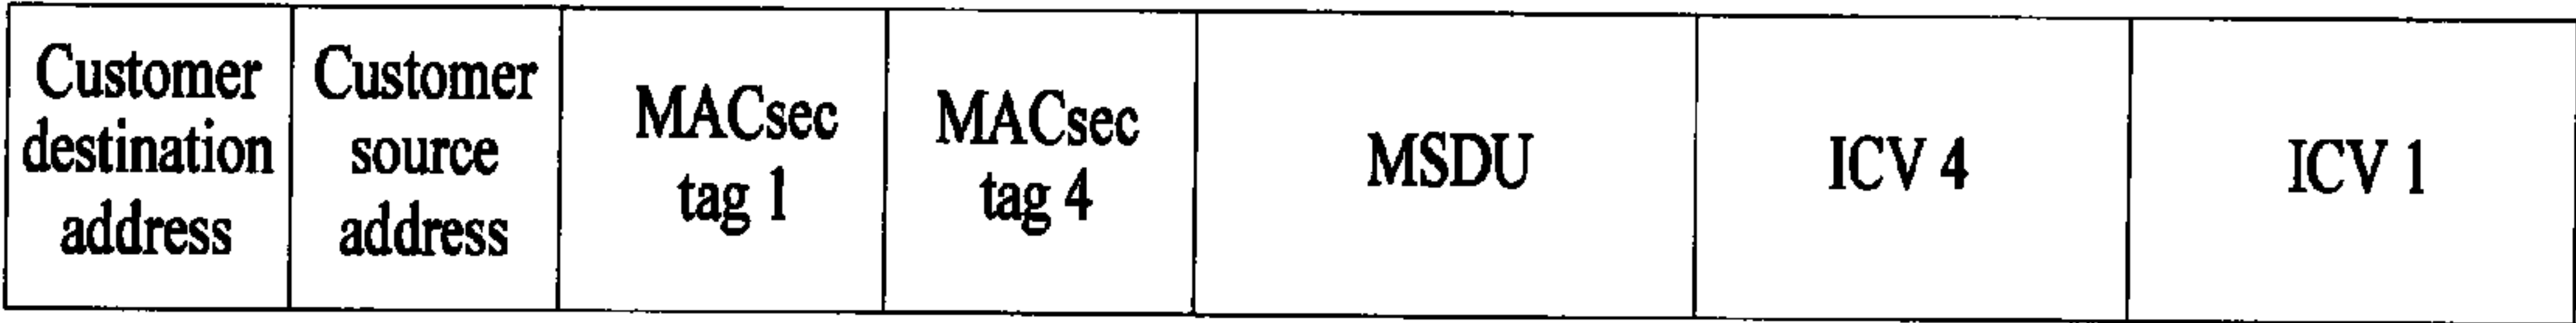 Customer
destination
address
Customer
source
address
MACsec
tag 1
MACsec
tag 4
MSDU
ICV 4
ICV 1